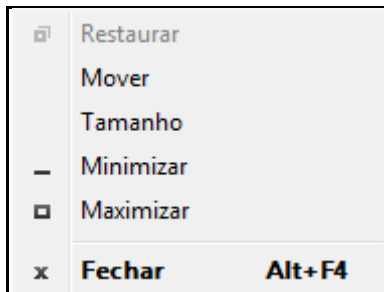 Restaurar
Mover
Tamanho
Minimizar
Maximizar
Fechar Alt+F4